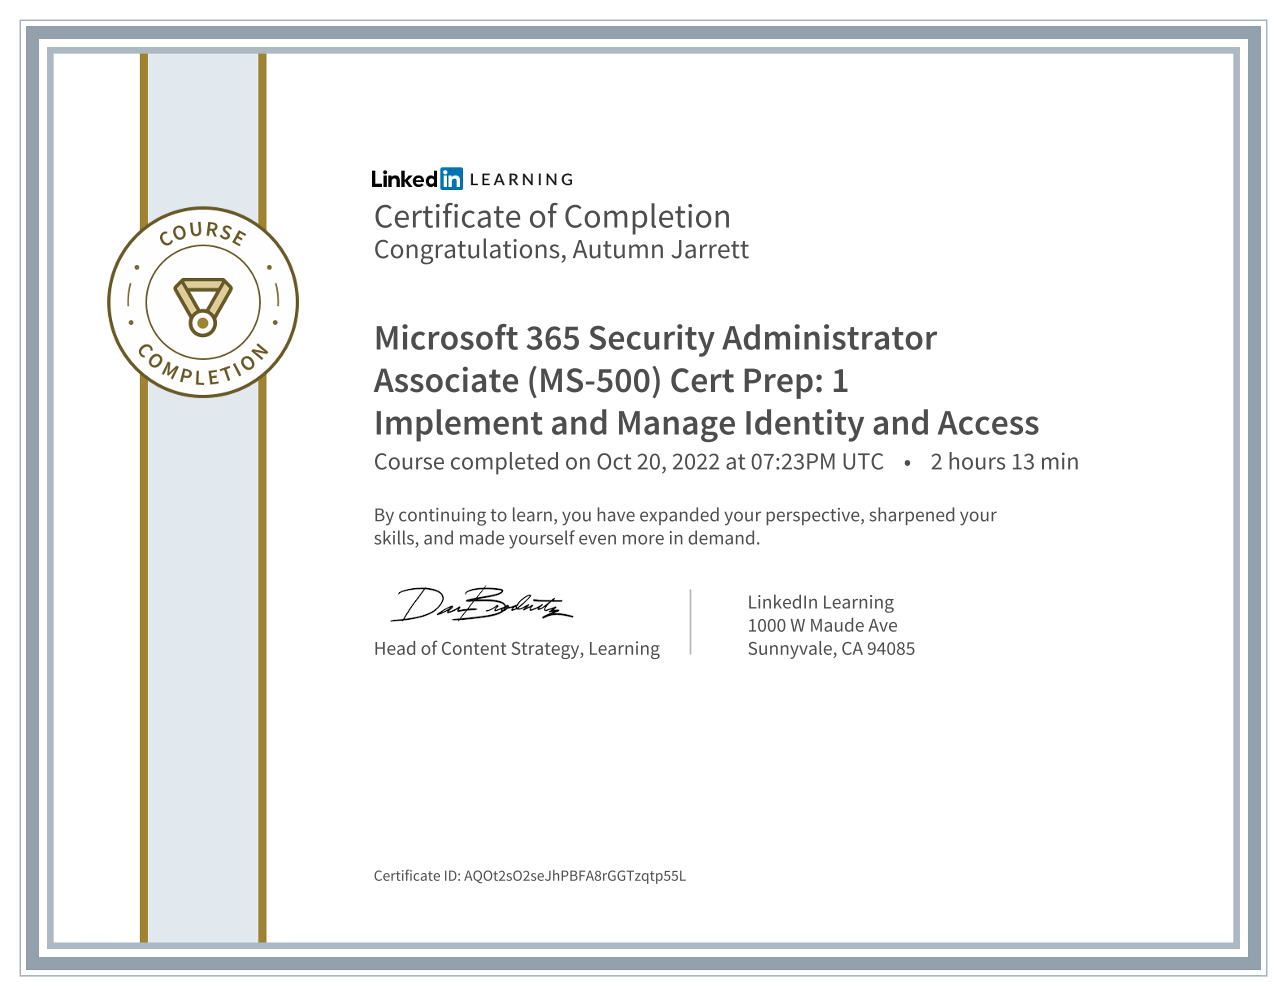 COURSE
COMPLETION
Linked in LEARNING
Certificate of Completion
Congratulations, Autumn Jarrett
Microsoft 365 Security Administrator
Associate (MS-500) Cert Prep: 1
Implement and Manage Identity and Access
Course completed on Oct 20, 2022 at 07:23PM UTC • 2 hours 13 min
By continuing to learn, you have expanded your perspective, sharpened your
skills, and made yourself even more in demand.
Head of Content Strategy, Learning
LinkedIn Learning
1000 W Maude Ave
Sunnyvale, CA 94085
Certificate ID: AQOt2sO2seJhPBFA8rGGTzqtp55L